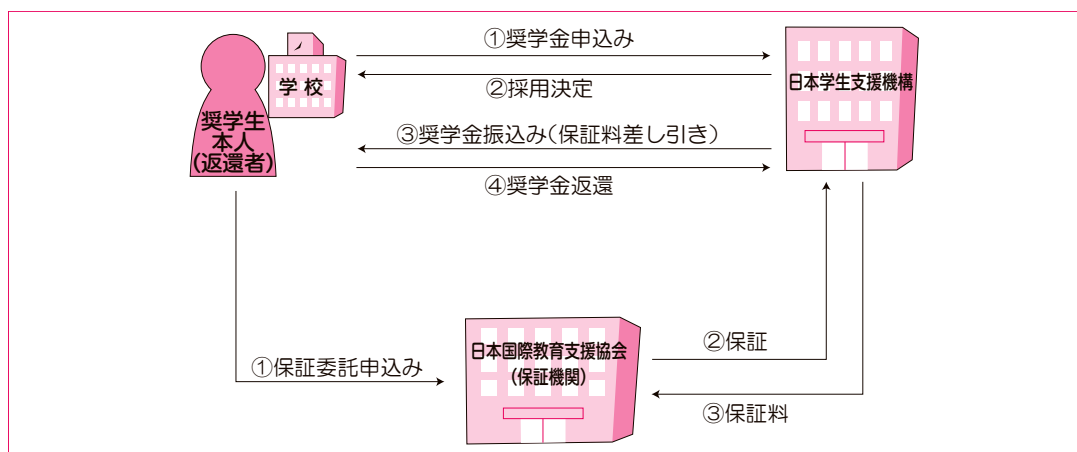 ①奨学金申込み
学校
日本学生支援機構
②採用決定
奨学生
本人
(返還者)
③奨学金振込み(保証料差し引き)
④奨学金返還
日本国際教育支援協会
(保証機関)
②保証
①保証委託申込み
③保証料